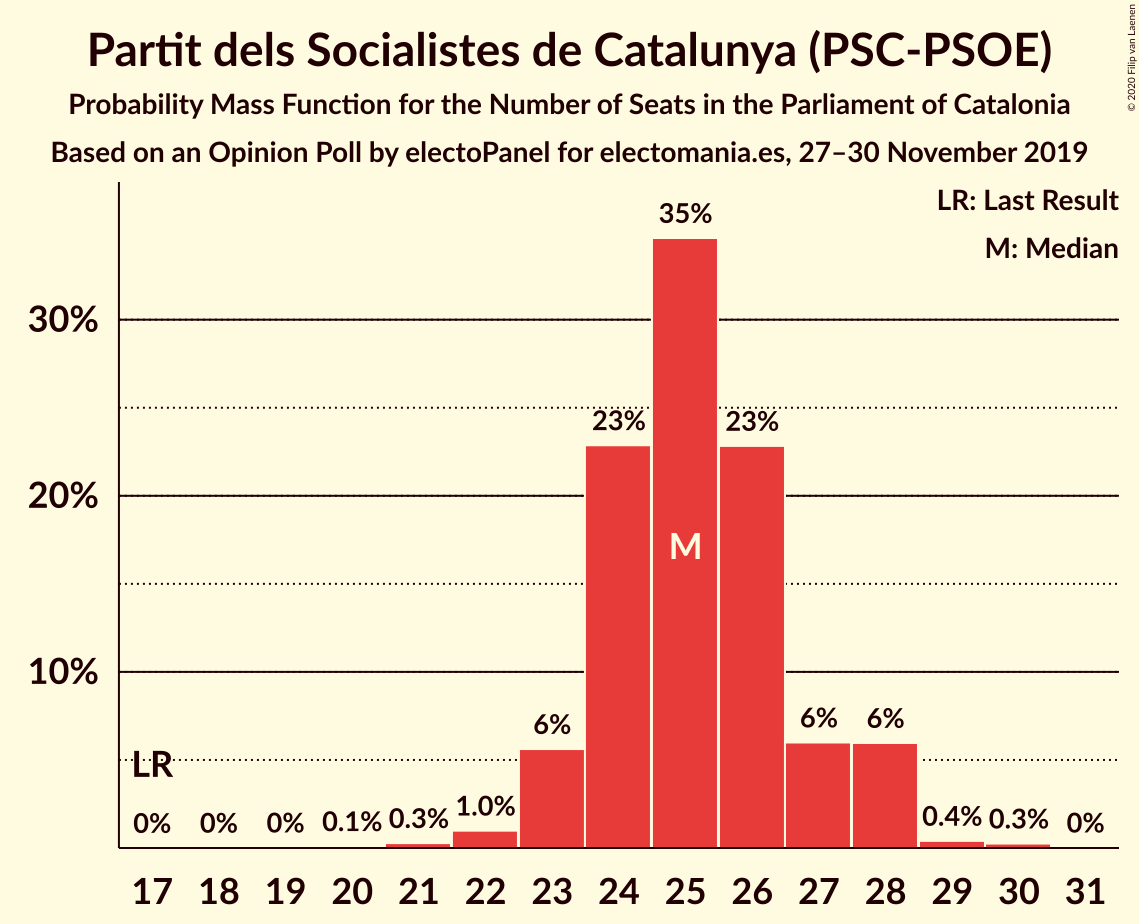 Partit dels Socialistes de Catalunya (PSC-PSOE)
Probability Mass Function for the Number of Seats in the Parliament of Catalonia
Based on an Opinion Poll by electoPanel for electomania.es, 27–30 November 2019
© 2020 Filip van Laenen
LR: Last Result
M: Median
30%
20%
10%
LR
M
0% 0% 0% 0.1% 0.3% 1.0% 6% 23% 35% 23% 6% 6% 0.4% 0.3% 0%
17 18 19 20 21 22 23 24 25 26 27 28 29 30 31